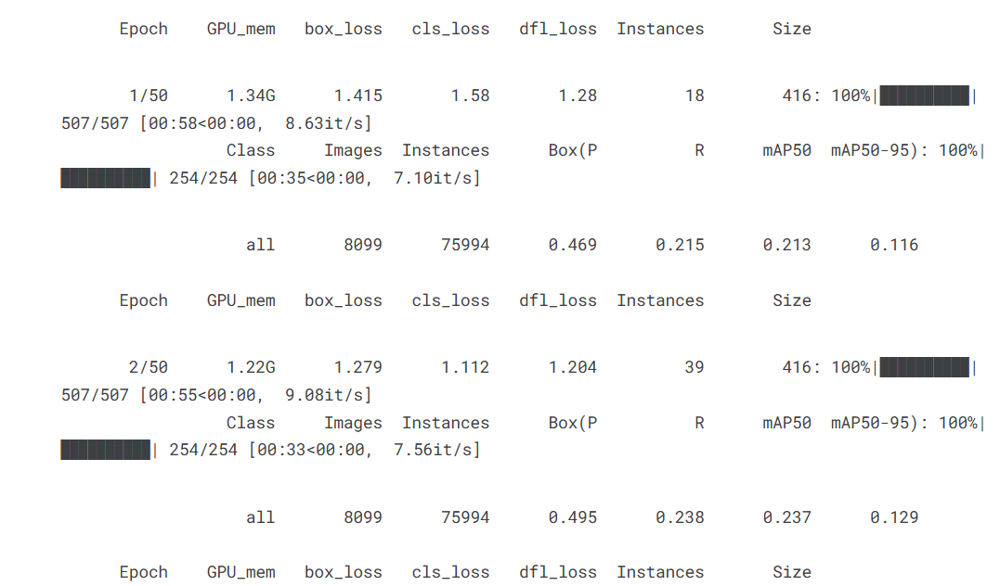 Epoch GPU_mem box_loss cls_loss dfl_loss Instances Size
1/50 1.34G 1.415 1.58 1.28 18 416: 100%|██████████|
507/507 [00:58<00:00, 8.63it/s]
Class Images Instances Box(P R mAP50 mAP50-95): 100%|
██████████| 254/254 [00:35<00:00, 7.10it/s]
all 8099 75994 0.469 0.215 0.213 0.116
Epoch GPU_mem box_loss cls_loss dfl_loss Instances Size
2/50 1.22G 1.279 1.112 1.204 39 416: 100%|██████████|
507/507 [00:55<00:00, 9.08it/s]
Class Images Instances Box(P R mAP50 mAP50-95): 100%|
██████████| 254/254 [00:33<00:00, 7.56it/s]
all 8099 75994 0.495 0.238 0.237 0.129
Epoch GPU_mem box_loss cls_loss dfl_loss Instances Size